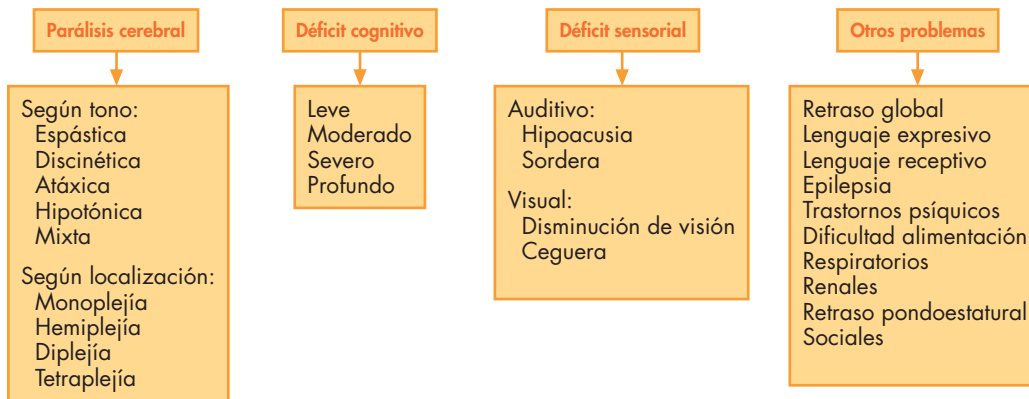 Parálisis cerebral
Según tono:
Espástica
Discinética
Atáxica
Hipotónica
Mixta
Según localización:
Monoplejía
Hemiplejía
Diplejía
Tetraplejía
Déficit cognitivo
Leve
Moderado
Severo
Profundo
Déficit sensorial
Auditivo:
Hipoacusia
Sordera
Visual:
Disminución de visión
Ceguera
Otros problemas
Retraso global
Lenguaje expresivo
Lenguaje receptivo
Epilepsia
Trastornos psíquicos
Dificultad alimentación
Respiratorios
Renales
Retraso pondoestatural
Sociales